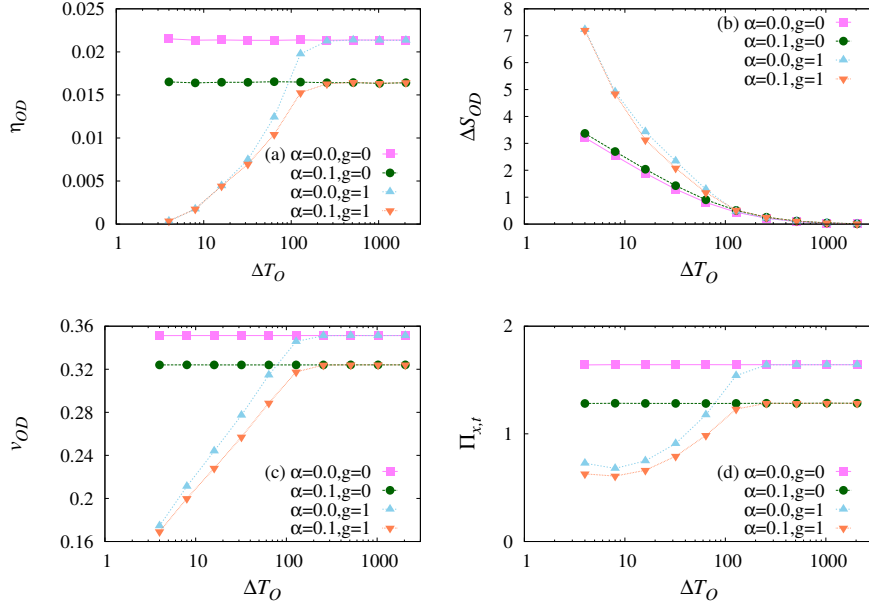 0.025
0.02
0.015
0.01
0.005
0
η_OD
(a) α=0.0,g=0
α=0.1,g=0
α=0.0,g=1
α=0.1,g=1
1 10 100 1000
ΔT_O
8
7
6
5
4
3
2
1
0
ΔS_OD
(b) α=0.0,g=0
α=0.1,g=0
α=0.0,g=1
α=0.1,g=1
1 10 100 1000
ΔT_O
0.36
0.32
0.28
0.24
0.2
0.16
v_OD
(c) α=0.0,g=0
α=0.1,g=0
α=0.0,g=1
α=0.1,g=1
1 10 100 1000
ΔT_O
2
1
0
Π_x,t
(d) α=0.0,g=0
α=0.1,g=0
α=0.0,g=1
α=0.1,g=1
1 10 100 1000
ΔT_O